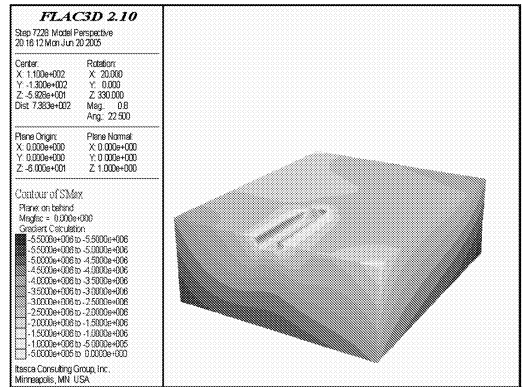 FLAC3D 2.10
Step 7228 Model Perspective
20:16:12 Mon Jun 20 2005
Center: Rotation:
X: 1.100e+002 X: 20.000
Y: -1.300e+002 Y: 0.000
Z: -5.928e+001 Z: 330.000
Dist: 7.383e+002 Mag.: 0.8
Ang.: 22.500
Plane Origin: Plane Normal:
X: 0.000e+000 X: 0.000e+000
Y: 0.000e+000 Y: 0.000e+000
Z: -6.000e+001 Z: 1.000e+000
Contour of SMax
Plane: on behind
Magfac = 0.000e+000
Gradient Calculation
-5.5008e+006 to -5.5000e+006
-5.5000e+006 to -5.0000e+006
-5.0000e+006 to -4.5000e+006
-4.5000e+006 to -4.0000e+006
-4.0000e+006 to -3.5000e+006
-3.5000e+006 to -3.0000e+006
-3.0000e+006 to -2.5000e+006
-2.5000e+006 to -2.0000e+006
-2.0000e+006 to -1.5000e+006
-1.5000e+006 to -1.0000e+006
-1.0000e+006 to -5.0000e+005
-5.0000e+005 to 0.0000e+000
Itasca Consulting Group, Inc.
Minneapolis, MN USA